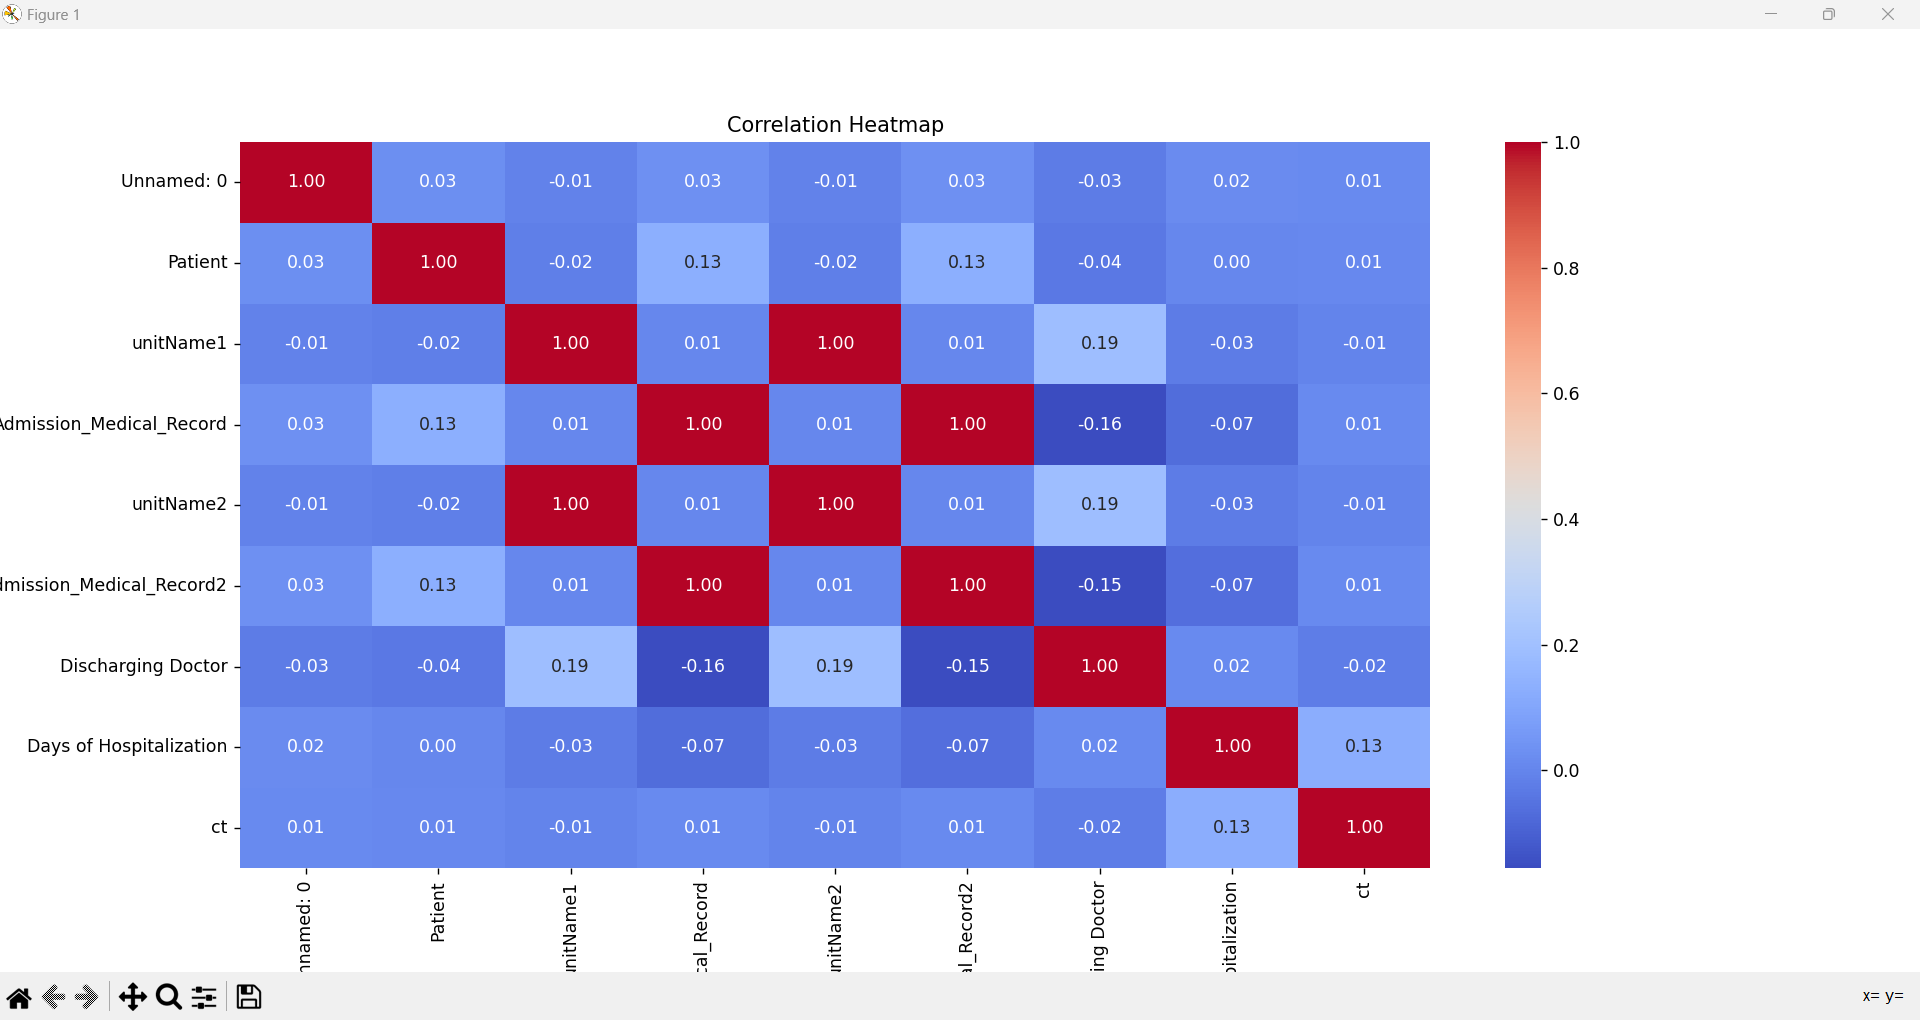 Figure 1
Correlation Heatmap
Unnamed: 0 1.00 0.03 -0.01 0.03 -0.01 0.03 -0.03 0.02 0.01
Patient 0.03 1.00 -0.02 0.13 -0.02 0.13 -0.04 0.00 0.01
unitName1 -0.01 -0.02 1.00 0.01 1.00 0.01 0.19 -0.03 -0.01
Admission_Medical_Record 0.03 0.13 0.01 1.00 0.01 1.00 -0.16 -0.07 0.01
unitName2 -0.01 -0.02 1.00 0.01 1.00 0.01 0.19 -0.03 -0.01
dmission_Medical_Record2 0.03 0.13 0.01 1.00 0.01 1.00 -0.15 -0.07 0.01
Discharging Doctor -0.03 -0.04 0.19 -0.16 0.19 -0.15 1.00 0.02 -0.02
Days of Hospitalization 0.02 0.00 -0.03 -0.07 -0.03 -0.07 0.02 1.00 0.13
ct 0.01 0.01 -0.01 0.01 -0.01 0.01 -0.02 0.13 1.00
nnamed: 0
Patient
unitName1
cal_Record
unitName2
al_Record2
ing Doctor
pitalization
ct
1.0
0.8
0.6
0.4
0.2
0.0
x= y=